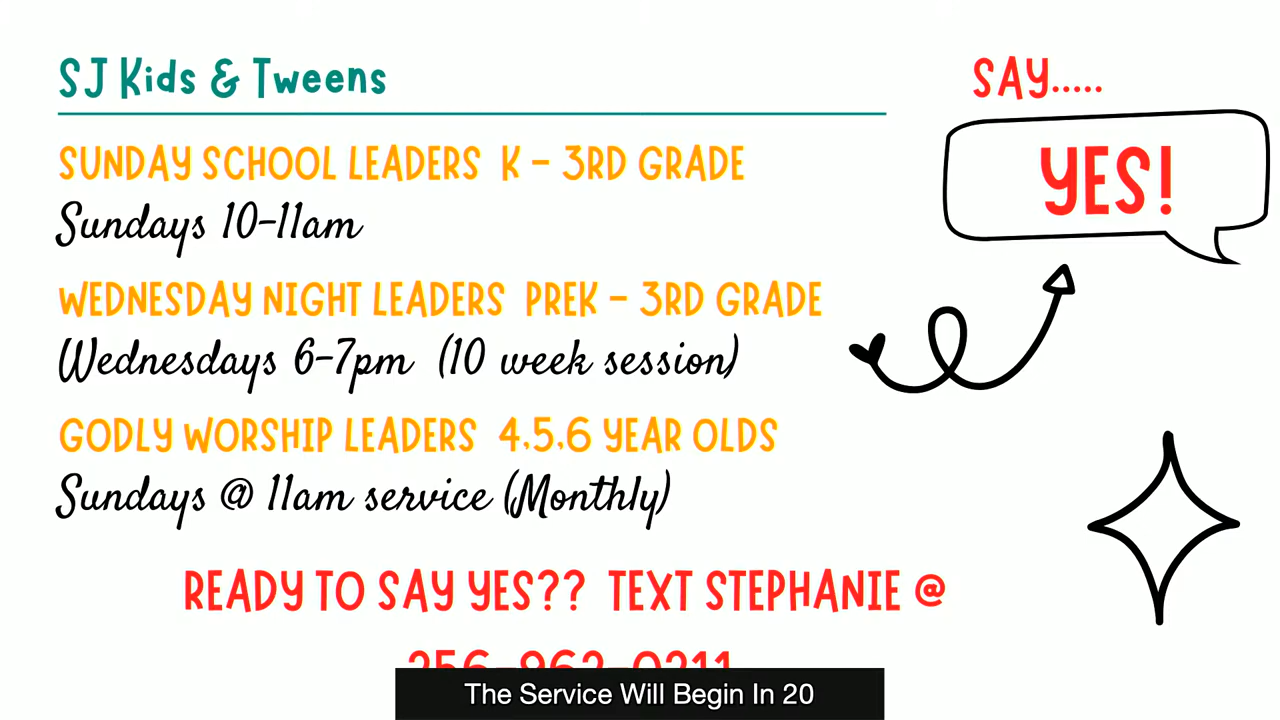 SJ Kids & Tweens
SAY.....
YES!
SUNDAY SCHOOL LEADERS K - 3RD GRADE
Sundays 10-11am
WEDNESDAY NIGHT LEADERS PREK - 3RD GRADE
Wednesdays 6-7pm (10 week session)
GODLY WORSHIP LEADERS 4,5,6 YEAR OLDS
Sundays @ 11am service (Monthly)
READY TO SAY YES?? TEXT STEPHANIE @
The Service Will Begin In 20